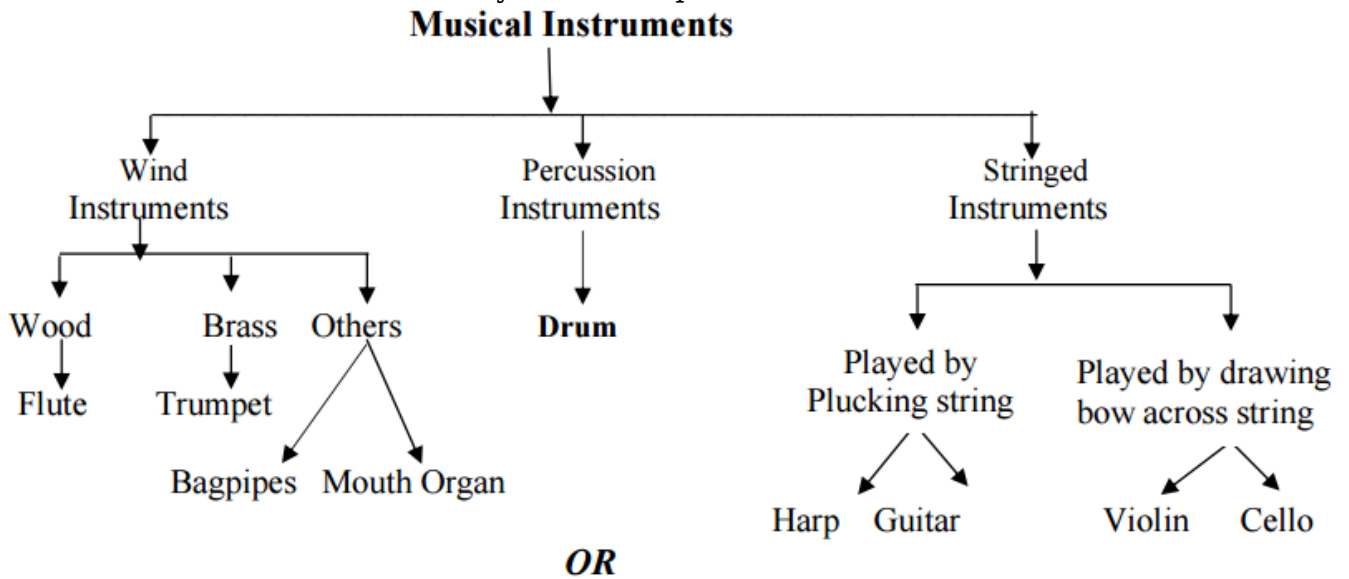 Musical Instruments
Wind Percussion Stringed
Instruments Instruments Instruments
Wood Brass Others Drum
Played by Played by drawing
Plucking string bow across string
Flute Trumpet
Bagpipes Mouth Organ
Harp Guitar Violin Cello
OR